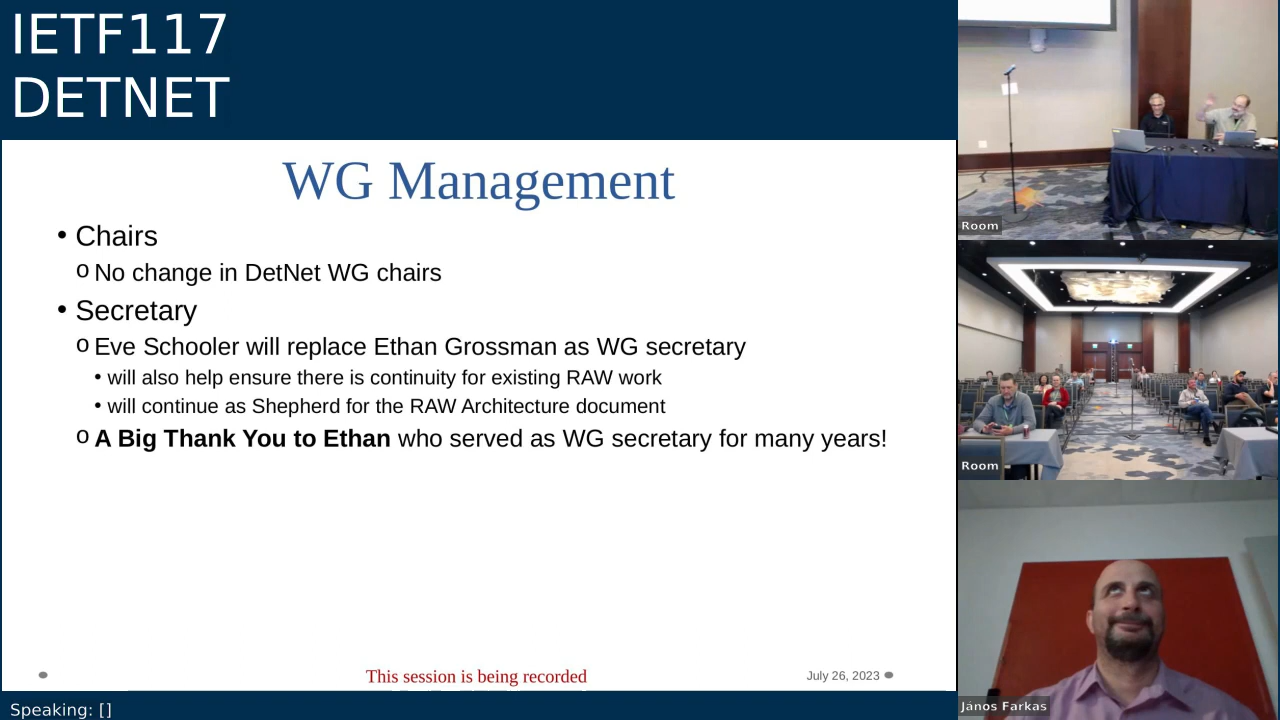 IETF117
DETNET
WG Management
• Chairs
o No change in DetNet WG chairs
• Secretary
o Eve Schooler will replace Ethan Grossman as WG secretary
• will also help ensure there is continuity for existing RAW work
• will continue as Shepherd for the RAW Architecture document
o A Big Thank You to Ethan who served as WG secretary for many years!
This session is being recorded
July 26, 2023
Speaking: []
Room
Room
János Farkas